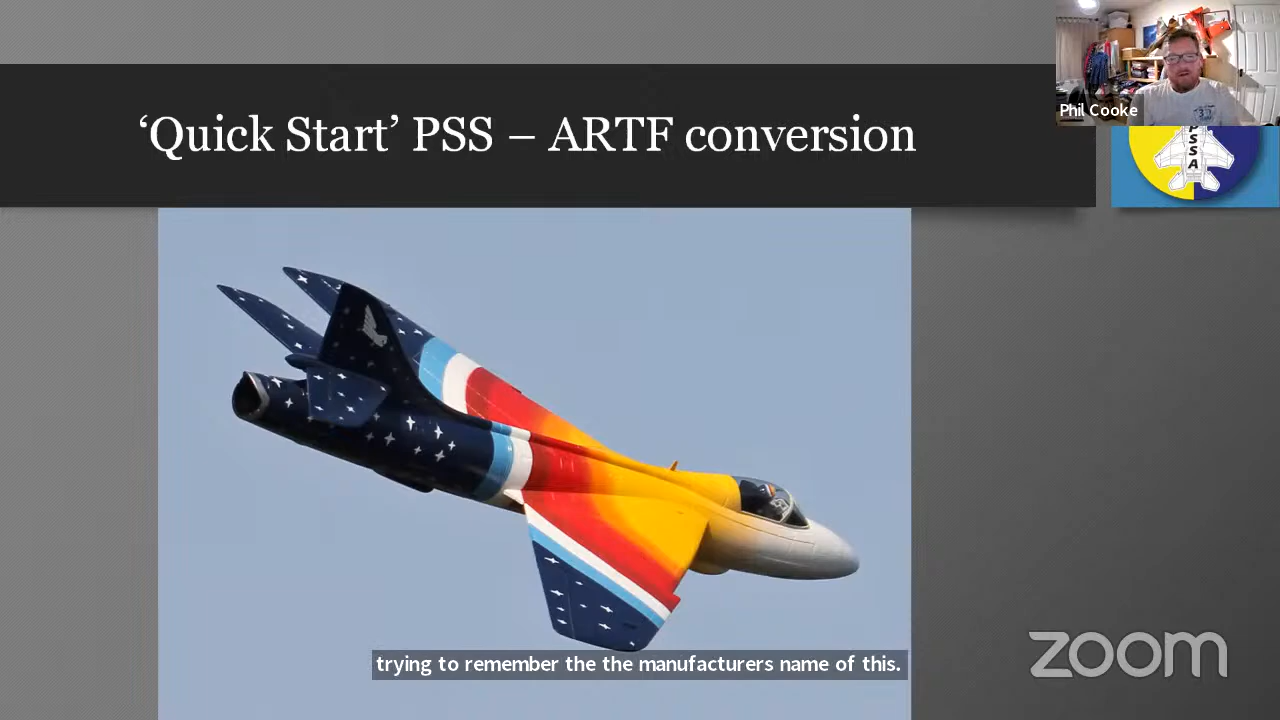 ‘Quick Start’ PSS – ARTF conversion
Phil Cooke
PSSA
trying to remember the the manufacturers name of this.
zoom